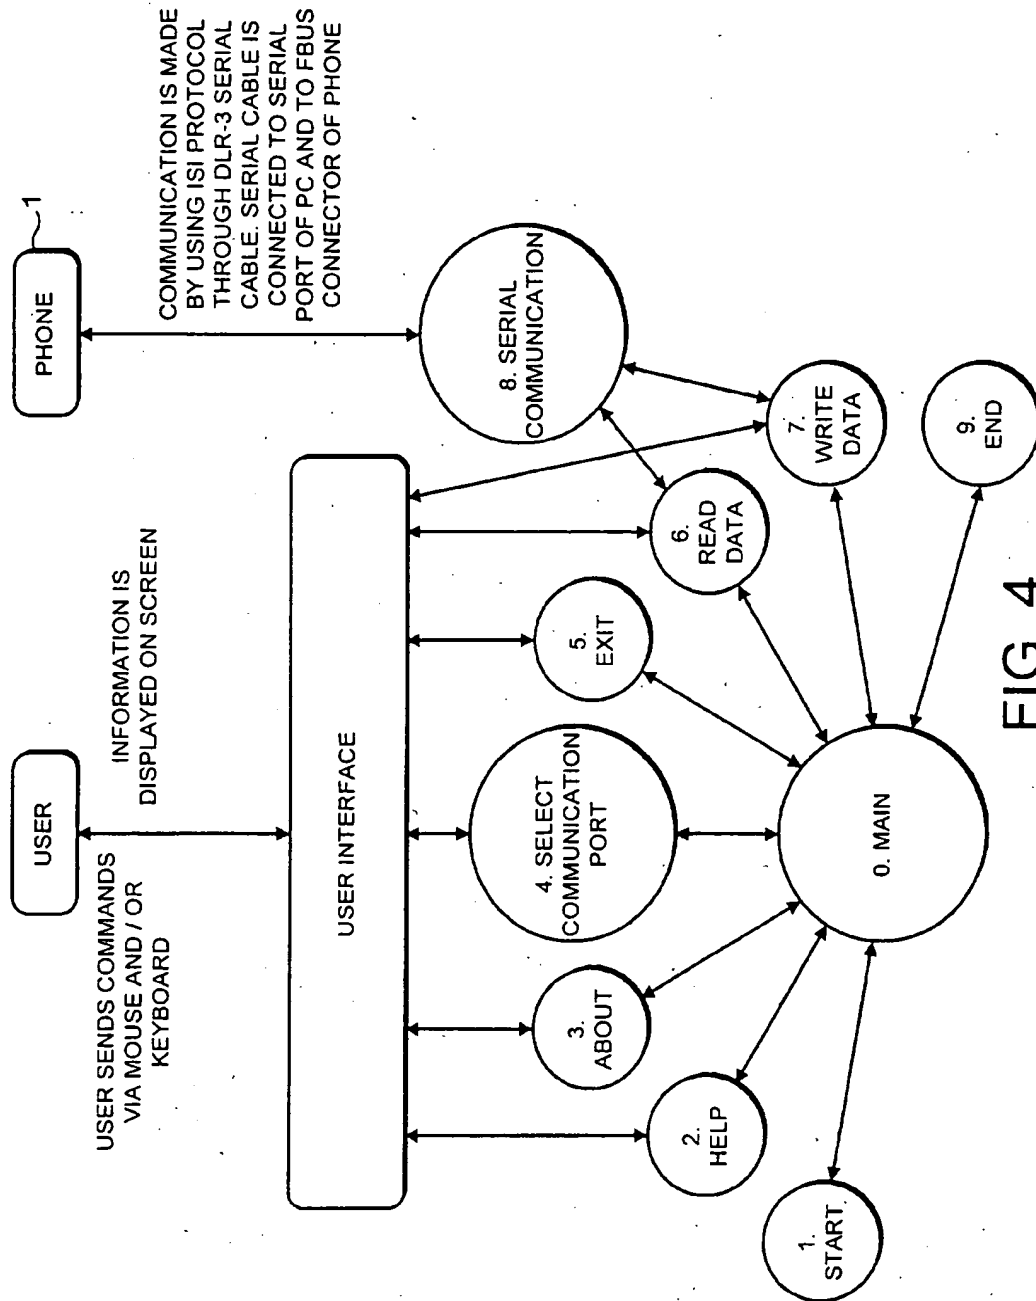 USER
PHONE
1
USER SENDS COMMANDS
VIA MOUSE AND / OR
KEYBOARD
INFORMATION IS
DISPLAYED ON SCREEN
COMMUNICATION IS MADE
BY USING ISI PROTOCOL
THROUGH DLR-3 SERIAL
CABLE. SERIAL CABLE IS
CONNECTED TO SERIAL
PORT OF PC AND TO FBUS
CONNECTOR OF PHONE
USER INTERFACE
1.
START
2.
HELP
3.
ABOUT
4. SELECT
COMMUNICATION
PORT
5.
EXIT
6.
READ
DATA
7.
WRITE
DATA
8. SERIAL
COMMUNICATION
9.
END
0. MAIN
FIG. 4